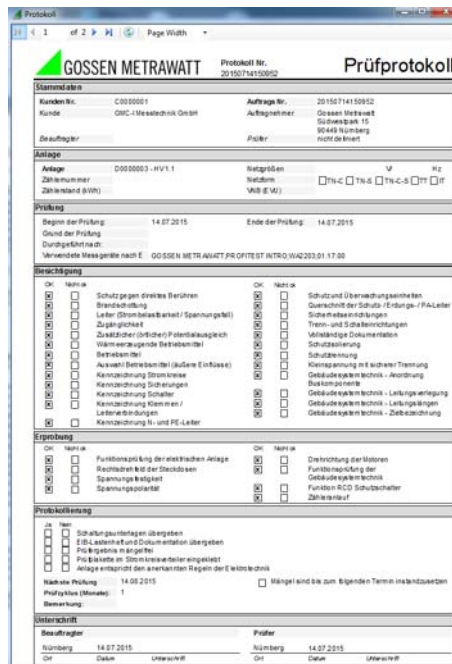 Protokoll
1 of 2 Page Width
GOSSEN METRAWATT
Protokoll Nr.
20150714150952
Prüfprotokoll
Stammdaten
Kunden Nr. C0000001 Auftrags Nr. 20150714150952
Kunde GMC-I Messtechnik GmbH Auftragnehmer Gossen Metrawatt
Südwestpark 15
90449 Nürnberg
Beauftragter Prüfer nicht definiert
Anlage
Anlage D0000003 - HV1.1 Netzgrößen V/ Hz
Zählernummer Netzform TN-C TN-S TN-C-S TT IT
Zählerstand (kWh) VNB (EVU)
Prüfung
Beginn der Prüfung: 14.07.2015 Ende der Prüfung: 14.07.2015
Grund der Prüfung
Durchgeführt nach:
Verwendete Messgeräte nach E GOSSEN METRAWATT;PROFITEST INTRO;WA2203;01.17.00
Besichtigung
OK Nicht ok OK Nicht ok
Schutz gegen direktes Berühren Schutz und Überwachungseinheiten
Brandschottung Querschnitt der Schutz- / Erdungs- / PA-Leiter
Leiter (Strombelastbarkeit / Spannungsfall) Sicherheitseinrichtungen
Zugänglichkeit Trenn- und Schalteinrichtungen
Zusätzlicher (örtlicher) Potentialausgleich Vollständige Dokumentation
Wärmeerzeugende Betriebsmittel Schutzisolierung
Betriebsmittel Schutztrennung
Auswahl Betriebsmittel (äußere Einflüsse) Kleinspannung mit sicherer Trennung
Kennzeichnung Stromkreise Gebäudesystemtechnik - Anordnung
Kennzeichnung Sicherungen Buskomponente
Kennzeichnung Schalter Gebäudesystemtechnik - Leitungsverlegung
Kennzeichnung Klemmen / Gebäudesystemtechnik - Leitungslängen
Leiterverbindungen Gebäudesystemtechnik - Zielbezeichnung
Kennzeichnung N- und PE-Leiter
Erprobung
OK Nicht ok OK Nicht ok
Funktionsprüfung der elektrischen Anlage Drehrichtung der Motoren
Rechtsdrehfeld der Steckdosen Funktionsprüfung der
Spannungsfestigkeit Gebäudesystemtechnik
Spannungspolarität Funktion RCD Schutzschalter
Zähleranlauf
Protokollierung
Ja Nein
Schaltungsunterlagen übergeben
EIB-Lastenheft und Dokumentation übergeben
Prüfergebnis mängelfrei
Prüfplakette im Stromkreisverteiler eingeklebt
Anlage entspricht den anerkannten Regeln der Elektrotechnik
Nächste Prüfung 14.08.2015 Mängel sind bis zum folgenden Termin instandzusetzen
Prüfzyklus (Monate): 1
Bemerkung:
Unterschrift
Beauftragter Prüfer
Nürnberg 14.07.2015 Nürnberg 14.07.2015
Ort Datum Unterschrift Ort Datum Unterschrift